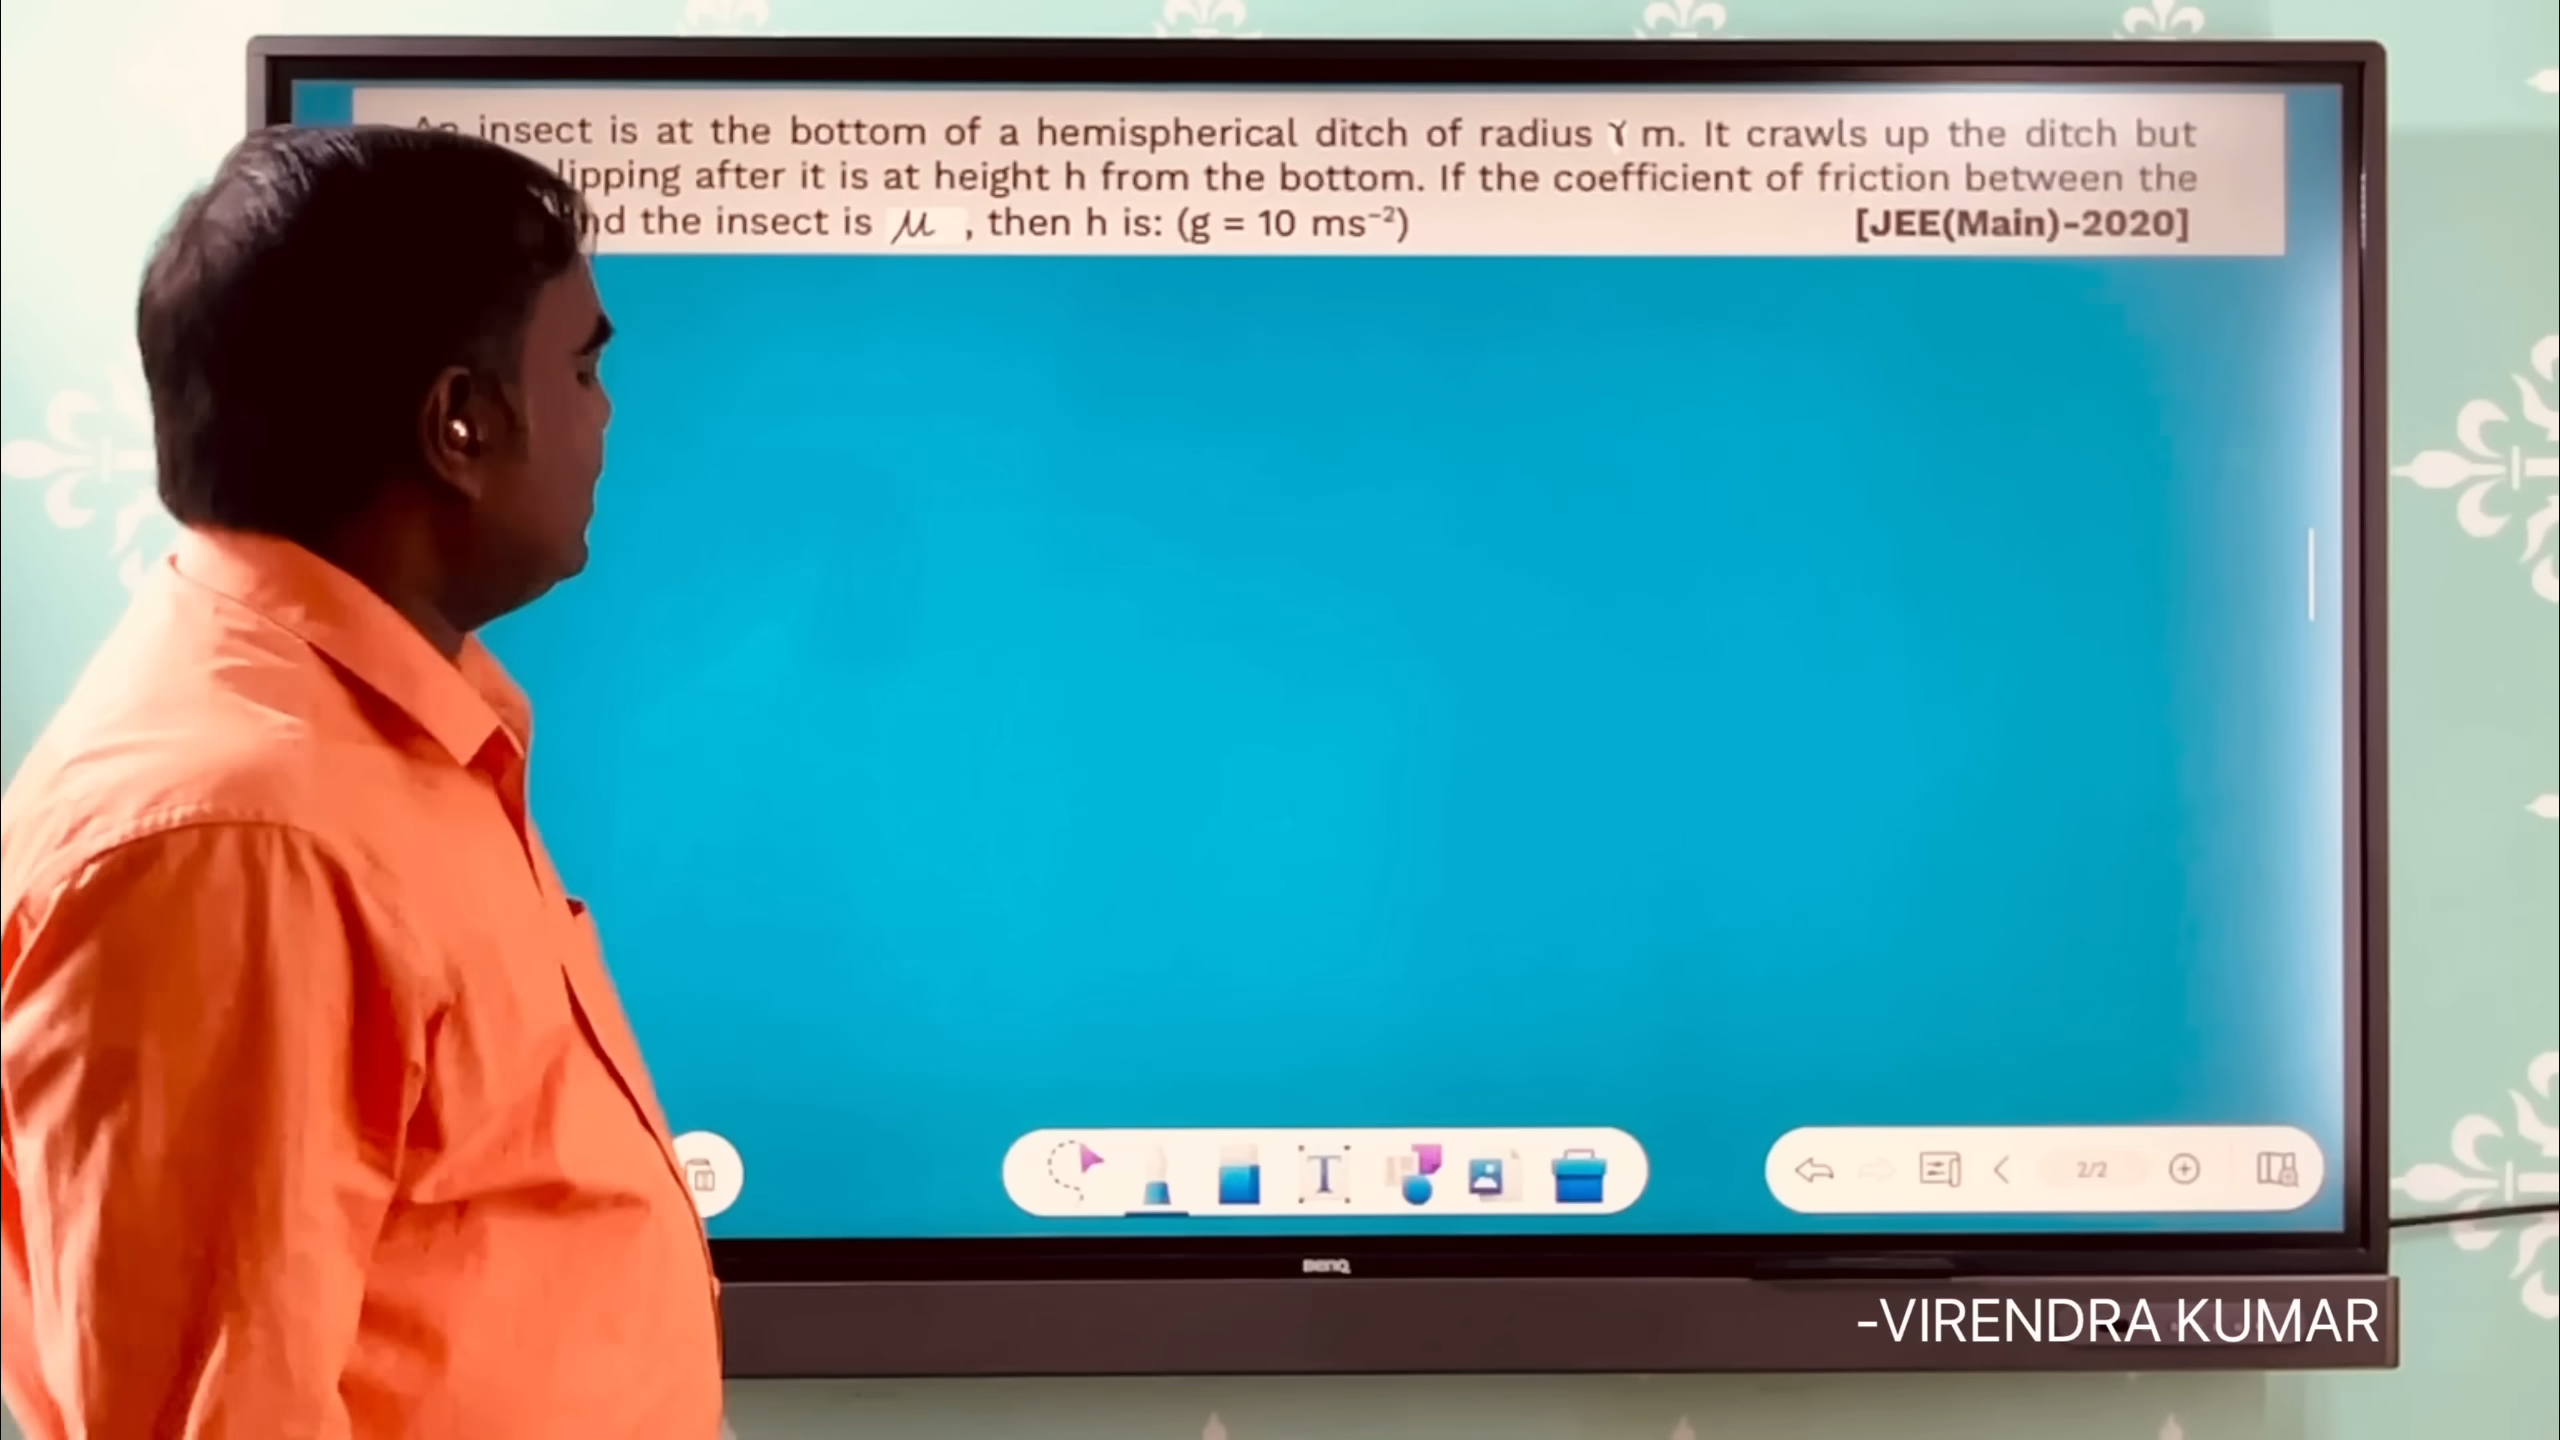 insect is at the bottom of a hemispherical ditch of radius r m. It crawls up the ditch but
after it is at height h from the bottom. If the coefficient of friction between the
the insect is μ , then h is: (g = 10 ms⁻²) [JEE(Main)-2020]
T
2/2
BenQ
-VIRENDRA KUMAR